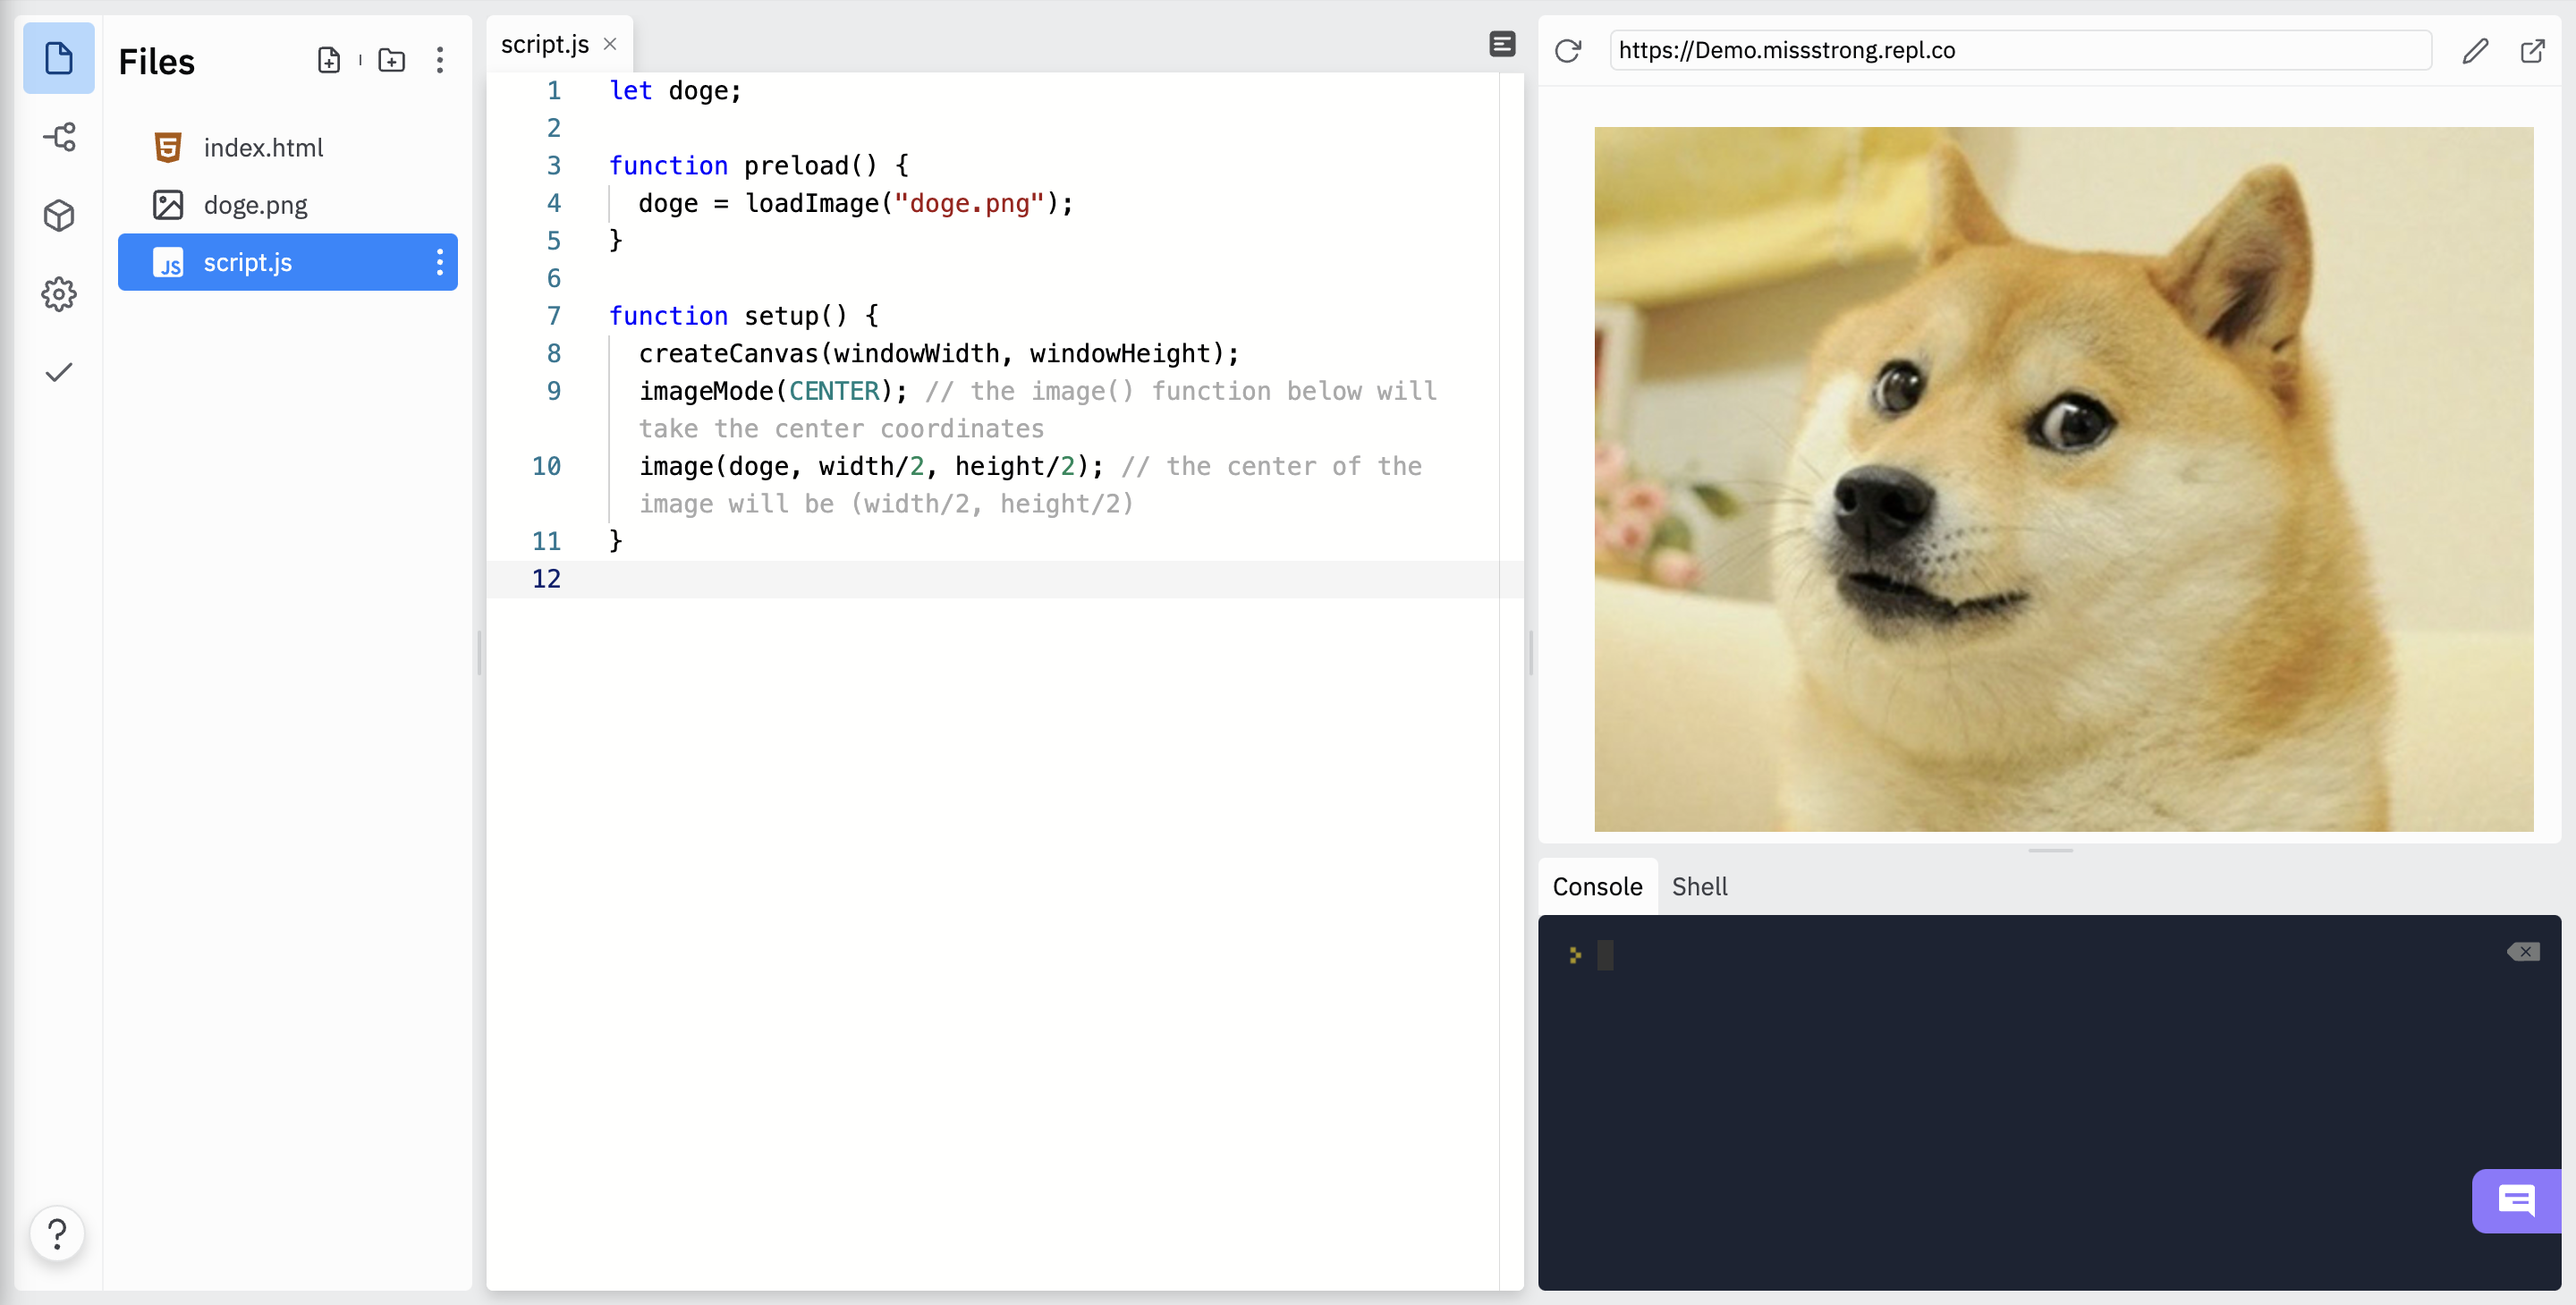 Files
index.html
doge.png
JS script.js
script.js
1 let doge;
2
3 function preload() {
4 doge = loadImage("doge.png");
5 }
6
7 function setup() {
8 createCanvas(windowWidth, windowHeight);
9 imageMode(CENTER); // the image() function below will
take the center coordinates
10 image(doge, width/2, height/2); // the center of the
image will be (width/2, height/2)
11 }
12
https://Demo.missstrong.repl.co
Console Shell
?